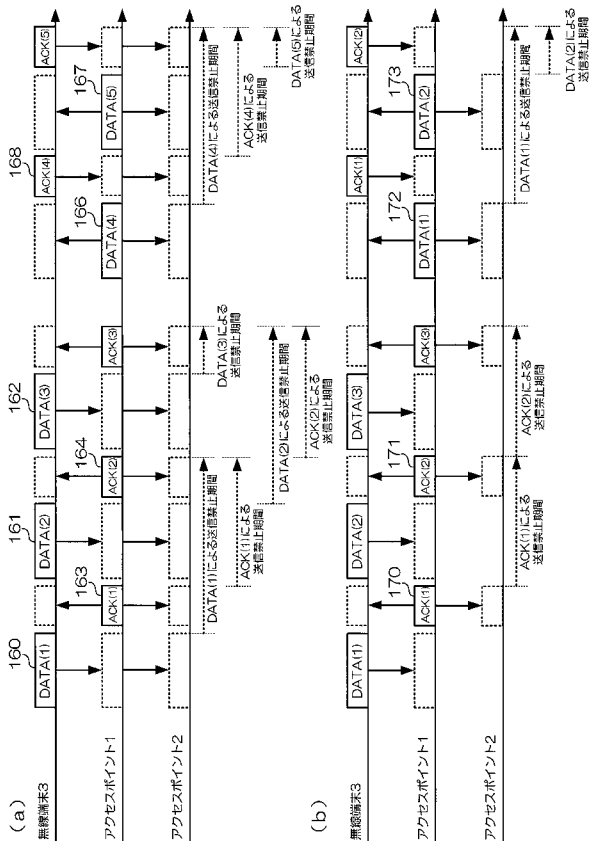 (a)
160
161
162
168
無線端末3
DATA(1)
DATA(2)
DATA(3)
ACK(4)
ACK(5)
163
164
166
167
アクセスポイント1
ACK(1)
ACK(2)
ACK(3)
DATA(4)
DATA(5)
アクセスポイント2
DATA(1)による送信禁止期間
ACK(1)による
送信禁止期間
DATA(2)による送信禁止期間
ACK(2)による
送信禁止期間
DATA(3)による
送信禁止期間
DATA(4)による送信禁止期間
ACK(4)による
送信禁止期間
DATA(5)による
送信禁止期間
(b)
無線端末3
DATA(1)
DATA(2)
DATA(3)
ACK(1)
ACK(2)
170
171
172
173
アクセスポイント1
ACK(1)
ACK(2)
ACK(3)
DATA(1)
DATA(2)
アクセスポイント2
ACK(1)による
送信禁止期間
ACK(2)による
送信禁止期間
DATA(1)による送信禁止期間
DATA(2)による
送信禁止期間